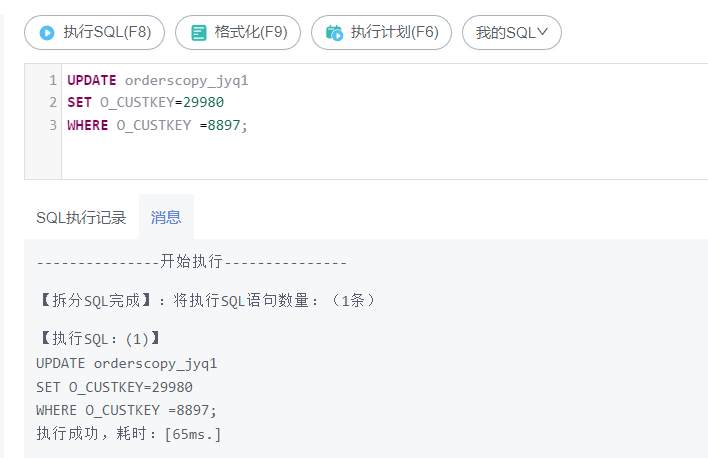 执行SQL(F8) 格式化(F9) 执行计划(F6) 我的SQL
1 UPDATE orderscopy_jyq1
2 SET O_CUSTKEY=29980
3 WHERE O_CUSTKEY =8897;
SQL执行记录 消息
---------------开始执行---------------
【拆分SQL完成】：将执行SQL语句数量：（1条）
【执行SQL：(1)】
UPDATE orderscopy_jyq1
SET O_CUSTKEY=29980
WHERE O_CUSTKEY =8897;
执行成功，耗时：[65ms.]